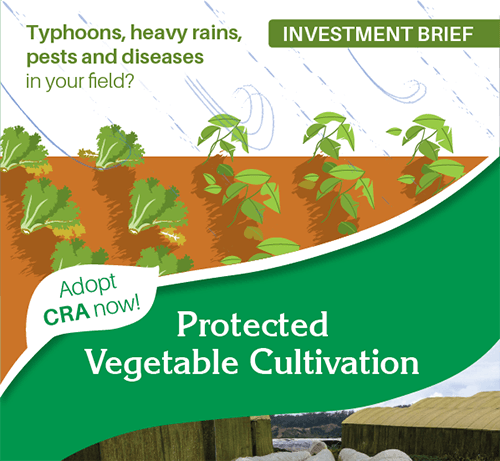 Typhoons, heavy rains,
pests and diseases
in your field?
INVESTMENT BRIEF
Adopt
CRA now!
Protected
Vegetable Cultivation